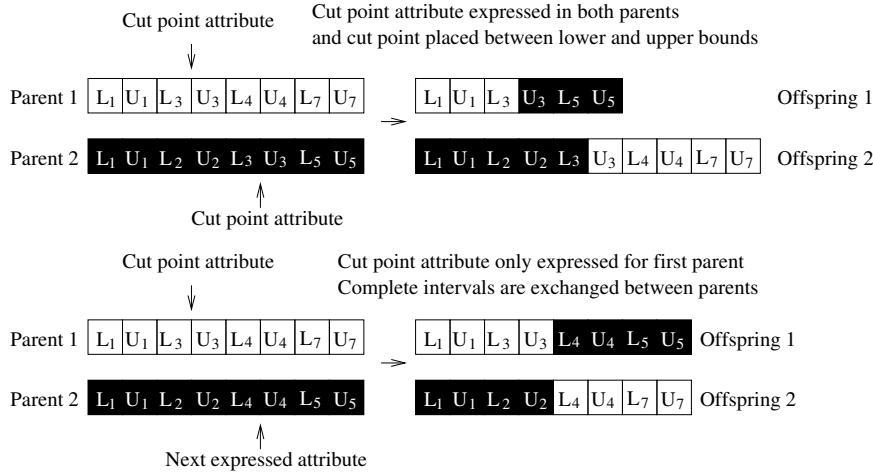 Cut point attribute
Cut point attribute expressed in both parents
and cut point placed between lower and upper bounds
Parent 1 L1 U1 L3 U3 L4 U4 L7 U7
L1 U1 L3 U3 L5 U5 Offspring 1
Parent 2 L1 U1 L2 U2 L3 U3 L5 U5
L1 U1 L2 U2 L3 U3 L4 U4 L7 U7 Offspring 2
Cut point attribute
Cut point attribute
Cut point attribute only expressed for first parent
Complete intervals are exchanged between parents
Parent 1 L1 U1 L3 U3 L4 U4 L7 U7
L1 U1 L3 U3 L4 U4 L5 U5 Offspring 1
Parent 2 L1 U1 L2 U2 L4 U4 L5 U5
L1 U1 L2 U2 L4 U4 L7 U7 Offspring 2
Next expressed attribute